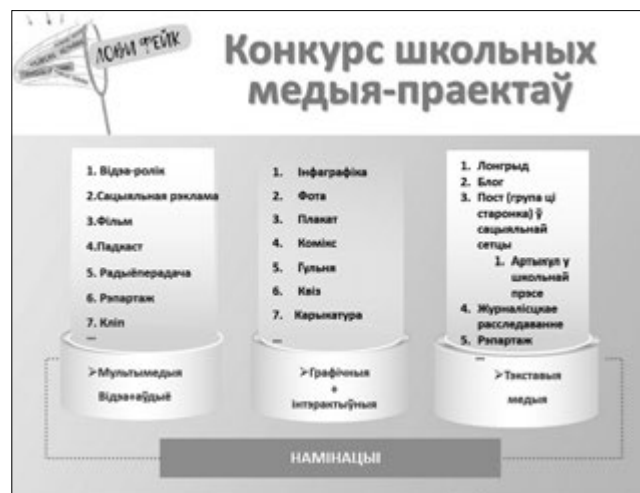 ЛОВИ ФЕЙК
Конкурс школьных
медыя-праектаў
1. Відэа-ролік
2.Сацыяльная рэклама
3.Фільм
4.Падкаст
5. Радыёперадача
6. Рэпартаж
7. Кліп
...
➢Мультымедыя
Відэа+аўдыё
1. Інфаграфіка
2. Фота
3. Плакат
4. Комікс
5. Гульня
6. Квіз
7. Карыкатура
...
➢Графічныя
+
інтэрактыўныя
1. Лонгрыд
2. Блог
3. Пост (група ці
старонка) ў
сацыяльнай
сетцы
1. Артыкул у
школьнай
прэсе
4. Журналісцкае
расследаванне
5. Рэпартаж
...
➢Тэкставыя
медыя
НАМІНАЦЫІ